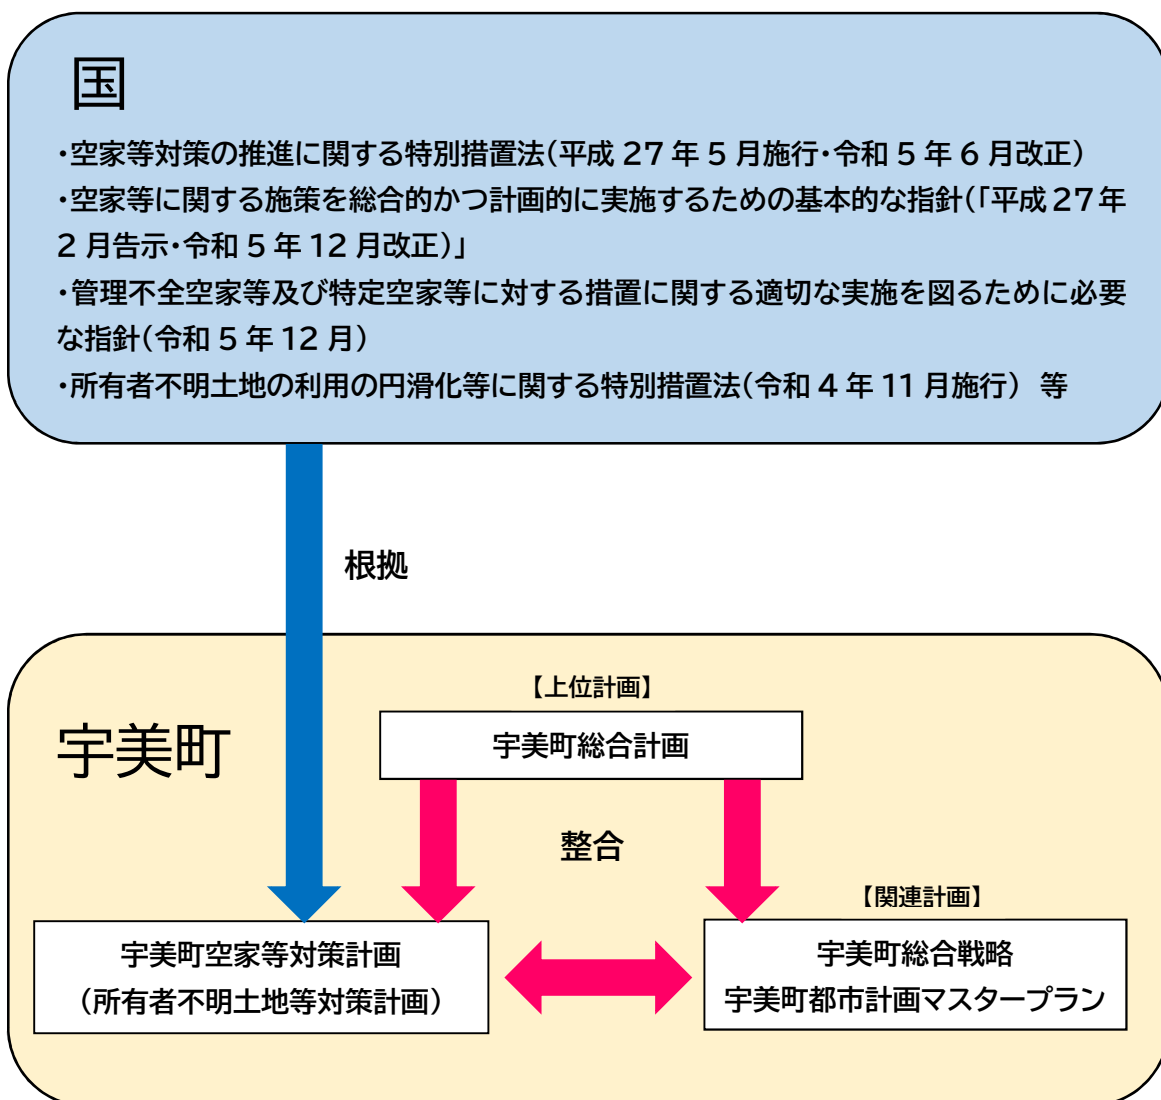 国
・空家等対策の推進に関する特別措置法(平成 27 年 5 月施行・令和 5 年 6 月改正)
・空家等に関する施策を総合的かつ計画的に実施するための基本的な指針(「平成 27 年
2 月告示・令和 5 年 12 月改正)」
・管理不全空家等及び特定空家等に対する措置に関する適切な実施を図るために必要
な指針(令和 5 年 12 月)
・所有者不明土地の利用の円滑化等に関する特別措置法(令和 4 年 11 月施行) 等
根拠
宇美町
【上位計画】
宇美町総合計画
整合
【関連計画】
宇美町空家等対策計画
(所有者不明土地等対策計画)
宇美町総合戦略
宇美町都市計画マスタープラン